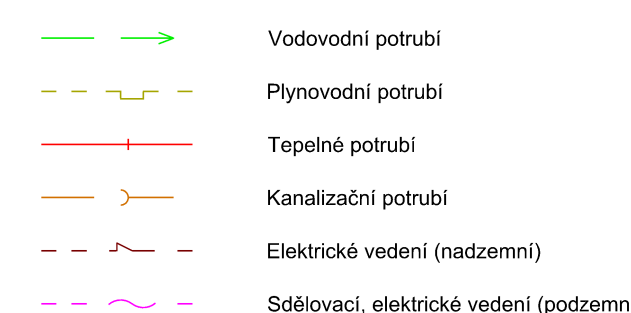 Vodovodní potrubí
Plynovodní potrubí
Tepelné potrubí
Kanalizační potrubí
Elektrické vedení (nadzemní)
Sdělovací, elektrické vedení (podzemn